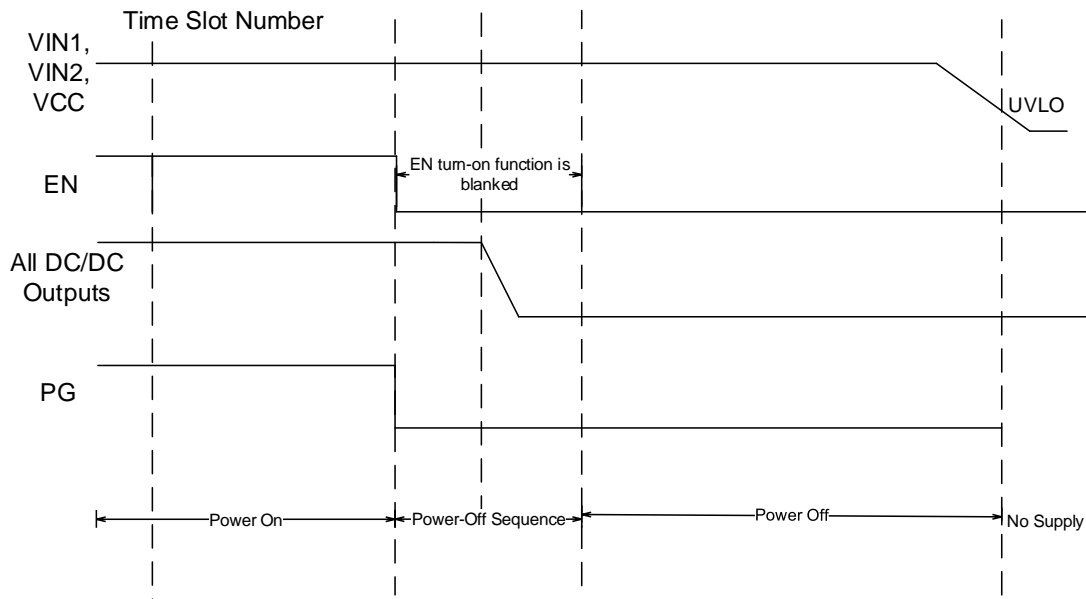 Time Slot Number
VIN1,
VIN2,
VCC
UVLO
EN turn-on function is
blanked
EN
All DC/DC
Outputs
PG
Power On
Power-Off Sequence
Power Off
No Supply